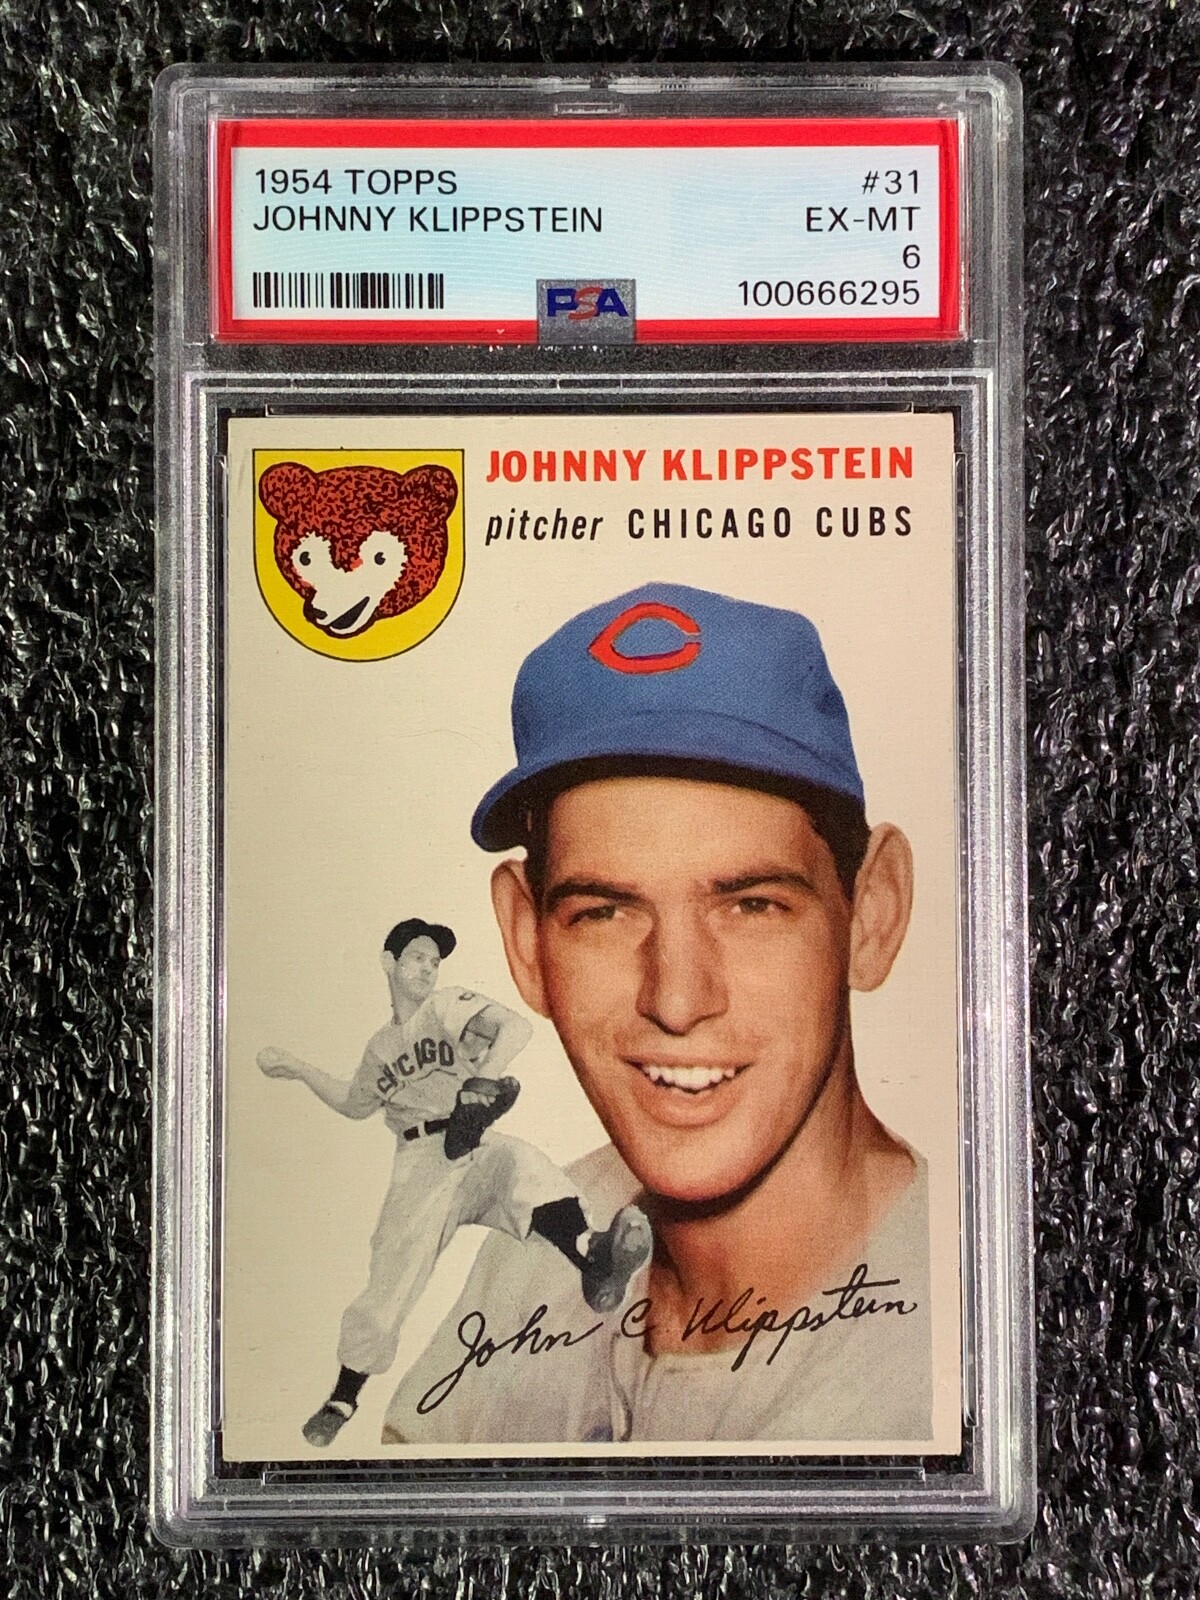 1954 TOPPS #31
JOHNNY KLIPPSTEIN EX-MT
6
PSA 100666295
JOHNNY KLIPPSTEIN
pitcher CHICAGO CUBS
C
CHICAGO
John C Klippstein